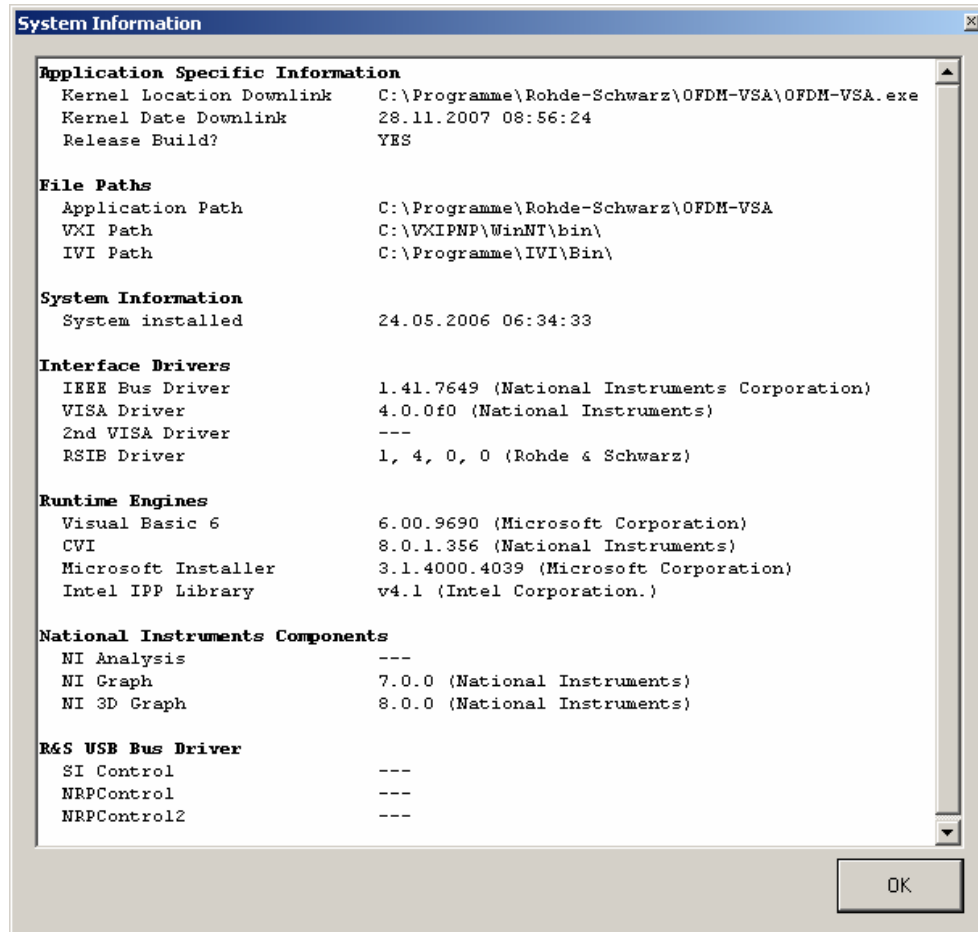 System Information
Application Specific Information
Kernel Location Downlink C:\Programme\Rohde-Schwarz\OFDM-VSA\OFDM-VSA.exe
Kernel Date Downlink 28.11.2007 08:56:24
Release Build? YES
File Paths
Application Path C:\Programme\Rohde-Schwarz\OFDM-VSA
VXI Path C:\VXIPNP\WinNT\bin\
IVI Path C:\Programme\IVI\Bin\
System Information
System installed 24.05.2006 06:34:33
Interface Drivers
IEEE Bus Driver 1.41.7649 (National Instruments Corporation)
VISA Driver 4.0.0f0 (National Instruments)
2nd VISA Driver ---
RSIB Driver 1, 4, 0, 0 (Rohde & Schwarz)
Runtime Engines
Visual Basic 6 6.00.9690 (Microsoft Corporation)
CVI 8.0.1.356 (National Instruments)
Microsoft Installer 3.1.4000.4039 (Microsoft Corporation)
Intel IPP Library v4.1 (Intel Corporation.)
National Instruments Components
NI Analysis ---
NI Graph 7.0.0 (National Instruments)
NI 3D Graph 8.0.0 (National Instruments)
R&S USB Bus Driver
SI Control ---
NRPControl ---
NRPControl2 ---
OK